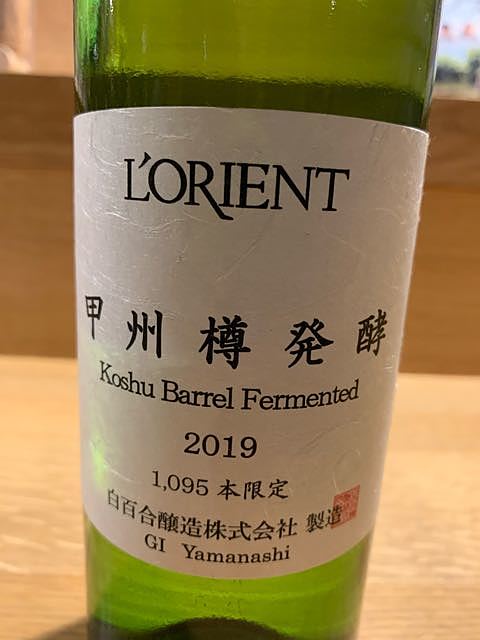 L'ORIENT
甲州樽発酵
Koshu Barrel Fermented
2019
1,095 本限定
白百合醸造株式会社 製造
GI Yamanashi